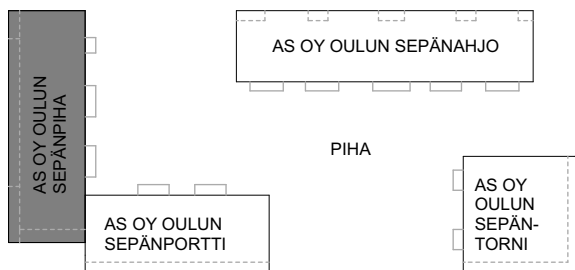 AS OY OULUN
SEPÄNPIHA
AS OY OULUN SEPÄNAHJO
PIHA
AS OY OULUN
SEPÄNPORTTI
AS OY
OULUN
SEPÄN-
TORNI